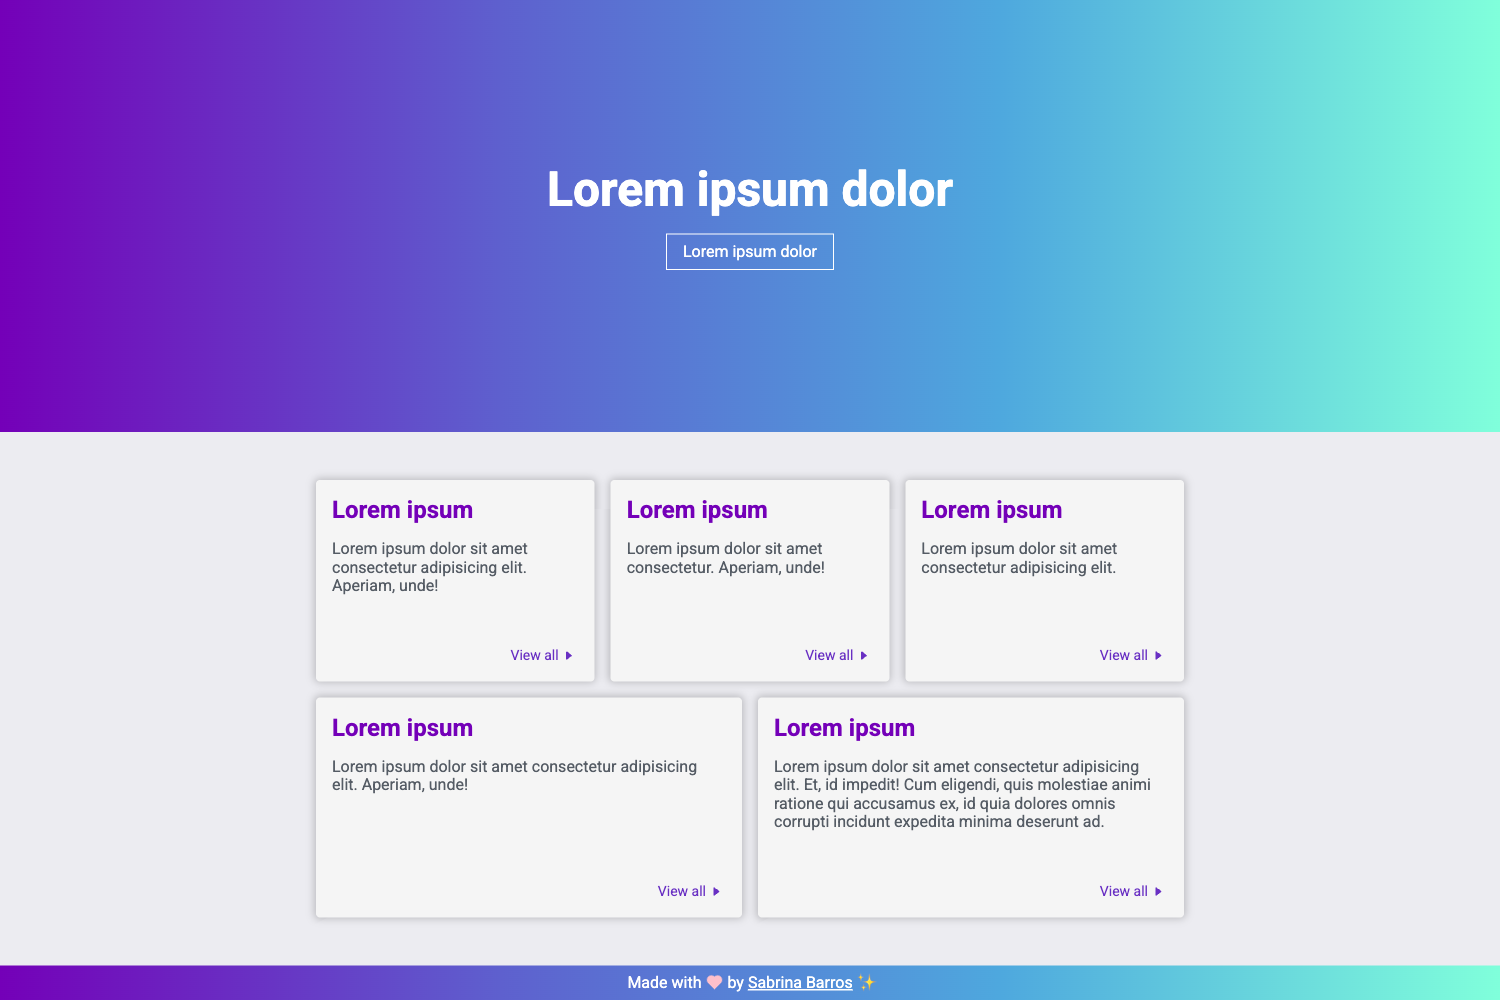 Lorem ipsum dolor
Lorem ipsum dolor
Lorem ipsum
Lorem ipsum dolor sit amet
consectetur adipisicing elit.
Aperiam, unde!
View all
Lorem ipsum
Lorem ipsum dolor sit amet
consectetur. Aperiam, unde!
View all
Lorem ipsum
Lorem ipsum dolor sit amet
consectetur adipisicing elit.
View all
Lorem ipsum
Lorem ipsum dolor sit amet consectetur adipisicing
elit. Aperiam, unde!
View all
Lorem ipsum
Lorem ipsum dolor sit amet consectetur adipisicing
elit. Et, id impedit! Cum eligendi, quis molestiae animi
ratione qui accusamus ex, id quia dolores omnis
corrupti incidunt expedita minima deserunt ad.
View all
Made with 🩷 by Sabrina Barros ✨